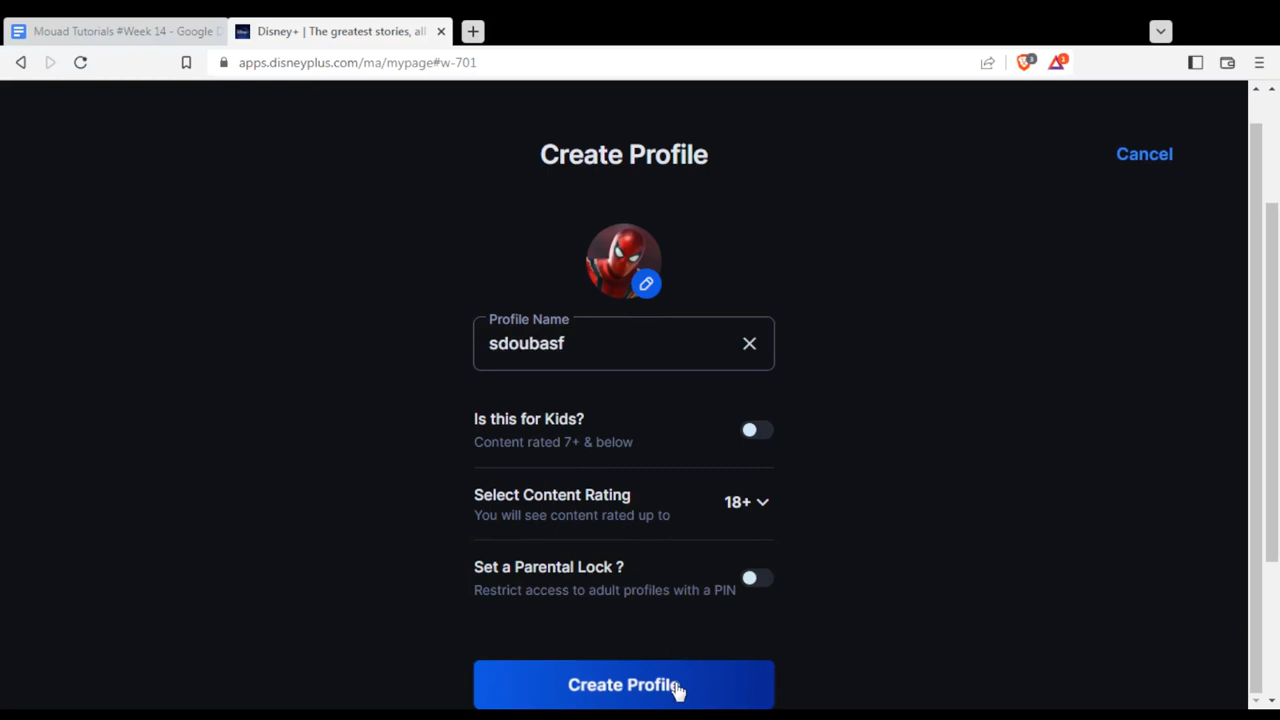 Mouad Tutorials #Week 14 - Google D
Disney+ | The greatest stories, all
apps.disneyplus.com/ma/mypage#w-701
3
1
Create Profile
Cancel
Profile Name
sdoubasf
Is this for Kids?
Content rated 7+ & below
Select Content Rating
18+
You will see content rated up to
Set a Parental Lock ?
Restrict access to adult profiles with a PIN
Create Profile